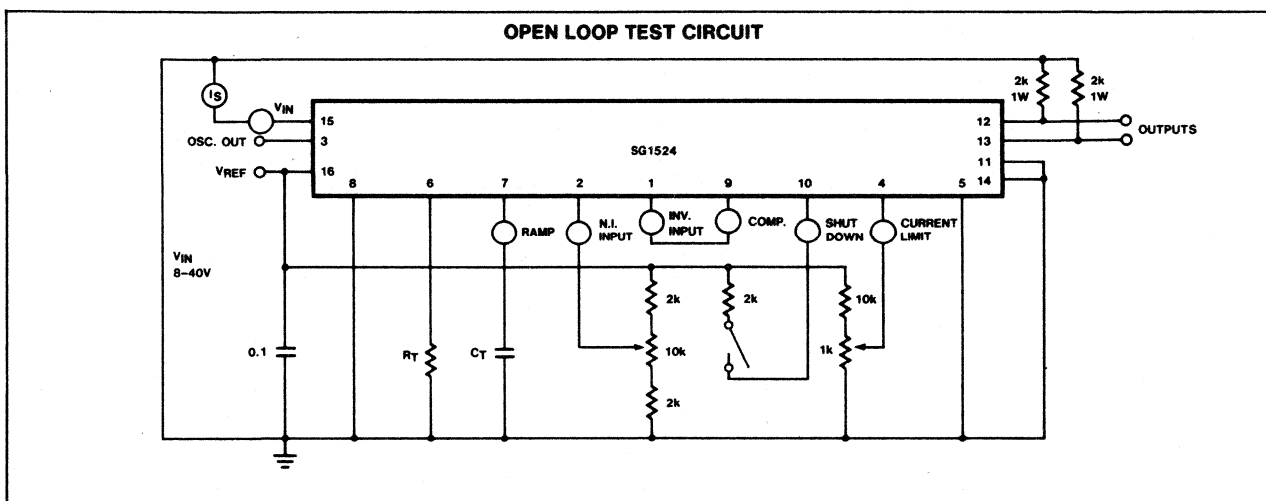 OPEN LOOP TEST CIRCUIT
IS
VIN
OSC. OUT
VREF
15
3
16
SG1524
12
13
11
14
2k
1W
2k
1W
OUTPUTS
8
6
7
2
1
9
10
4
5
RAMP
N.I.
INPUT
INV.
INPUT
COMP.
SHUT
DOWN
CURRENT
LIMIT
VIN
8–40V
0.1
RT
CT
2k
10k
2k
2k
10k
1k